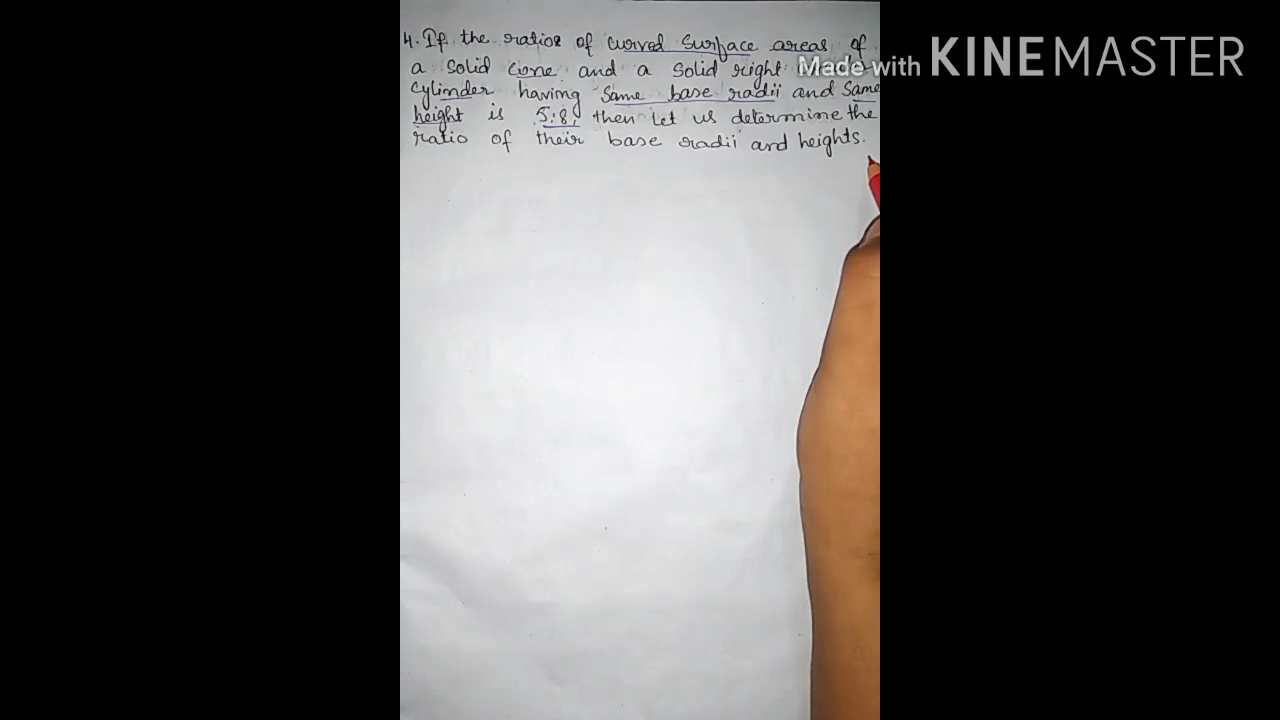 4. If the ratios of curved surface areas of
a solid cone and a solid right
cylinder having same base radii and same
height is 5:8, then let us determine the
ratio of their base radii and heights.
Made with KINEMASTER